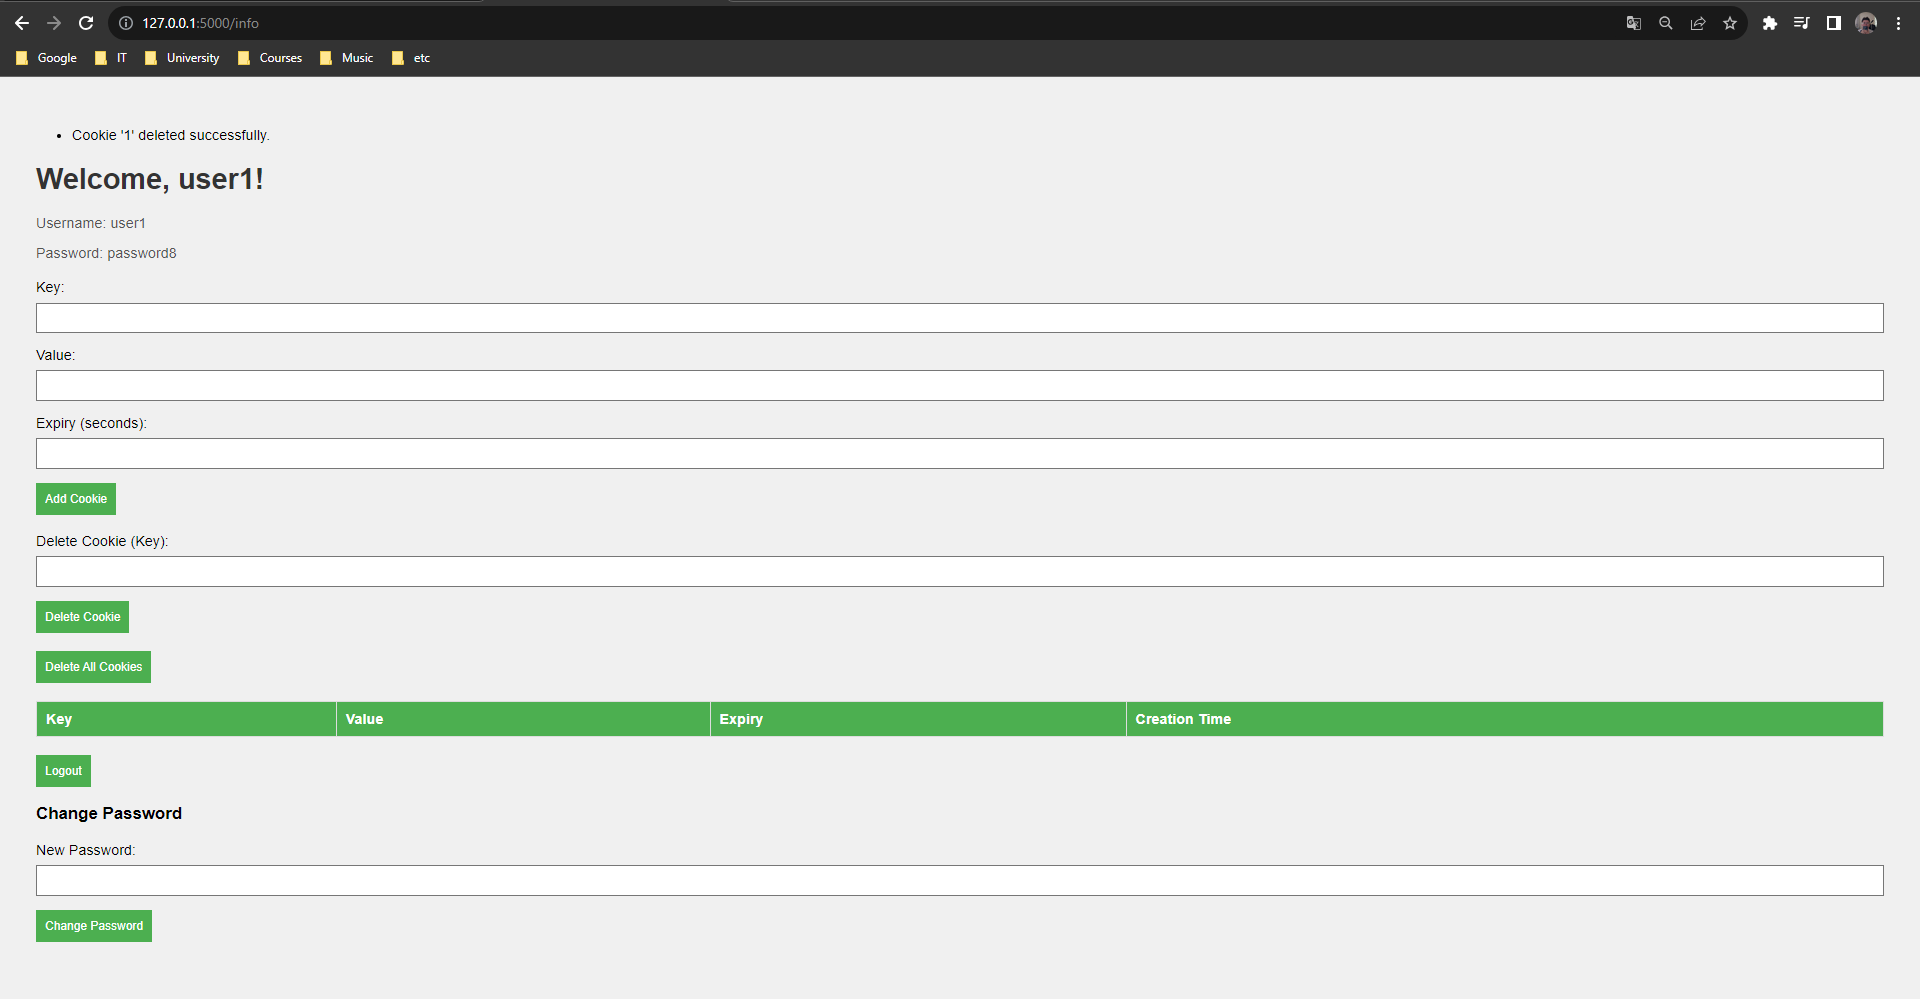 127.0.0.1:5000/info
Google IT University Courses Music etc
Cookie '1' deleted successfully.
Welcome, user1!
Username: user1
Password: password8
Key:
Value:
Expiry (seconds):
Add Cookie
Delete Cookie (Key):
Delete Cookie
Delete All Cookies
Key Value Expiry Creation Time
Logout
Change Password
New Password:
Change Password